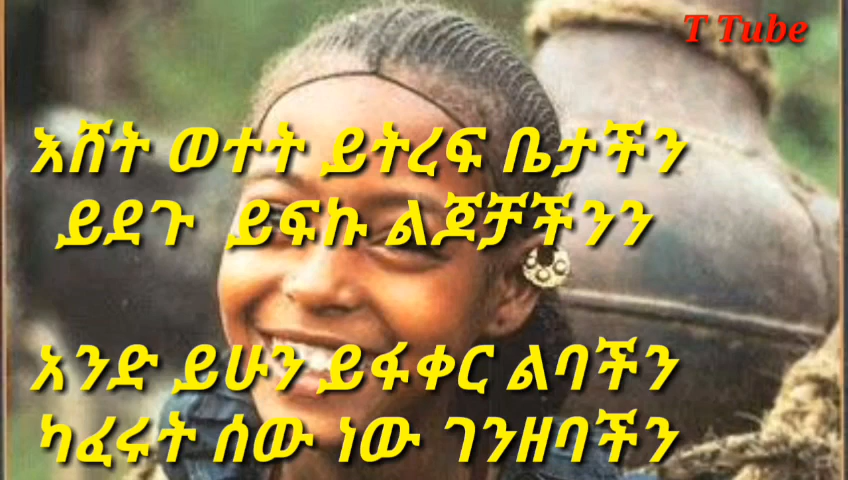 T Tube
እሸት ወተት ይትረፍ ቤታችን
ይደጉ ይፍኩ ልጆቻችንን
አንድ ይሁን ይፋቀር ልባችን
ካፈሩት ሰው ነው ገንዘባችን